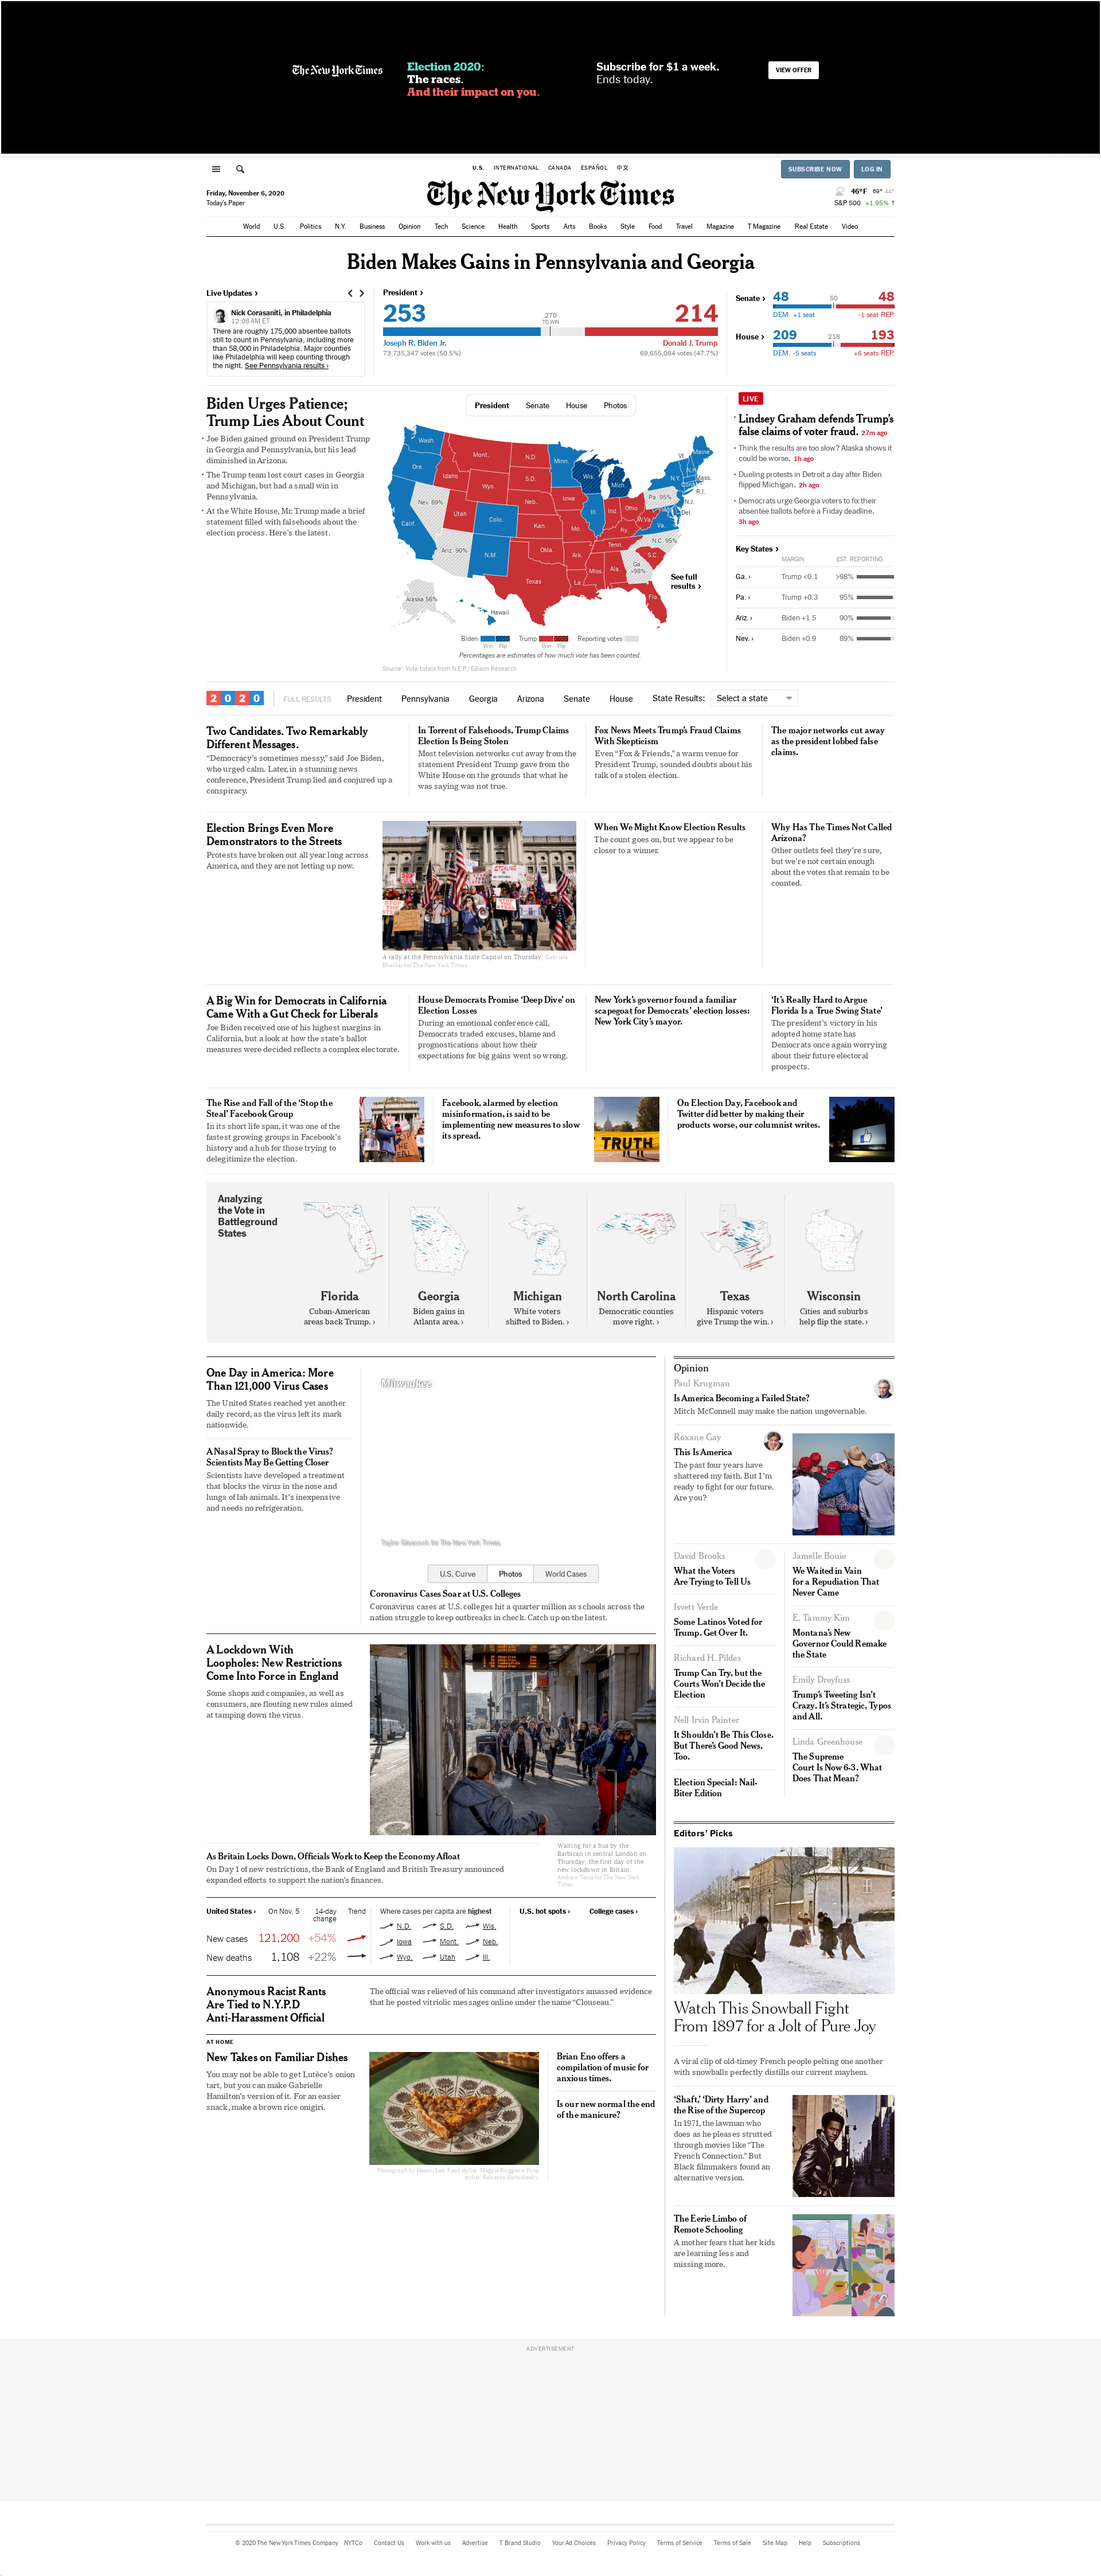 The New York Times
Election 2020:
The races.
And their impact on you.
Subscribe for $1 a week.
Ends today.
VIEW OFFER
U.S. INTERNATIONAL CANADA ESPAÑOL 中文
SUBSCRIBE NOW LOG IN
Friday, November 6, 2020
Today's Paper
The New York Times
46°F 69° 44°
S&P 500 +1.95% ↑
World U.S. Politics N.Y. Business Opinion Tech Science Health Sports Arts Books Style Food Travel Magazine T Magazine Real Estate Video
Biden Makes Gains in Pennsylvania and Georgia
Live Updates ›
Nick Corasaniti, in Philadelphia
12:08 AM ET
There are roughly 175,000 absentee ballots
still to count in Pennsylvania, including more
than 58,000 in Philadelphia. Major counties
like Philadelphia will keep counting through
the night. See Pennsylvania results ›
President ›
253
270
TO WIN
214
Joseph R. Biden Jr.
Donald J. Trump
73,735,347 votes (50.5%)
69,655,084 votes (47.7%)
Senate › 48 50 48
DEM. +1 seat -1 seat REP.
House › 209 218 193
DEM. -5 seats +6 seats REP.
Biden Urges Patience;
Trump Lies About Count
• Joe Biden gained ground on President Trump
in Georgia and Pennsylvania, but his lead
diminished in Arizona.
• The Trump team lost court cases in Georgia
and Michigan, but had a small win in
Pennsylvania.
• At the White House, Mr. Trump made a brief
statement filled with falsehoods about the
election process. Here's the latest.
President Senate House Photos
Wash.
Ore.
Calif.
Nev. 89%
Idaho
Mont.
Wyo.
Utah
Colo.
Ariz. 90%
N.M.
N.D.
S.D.
Neb.
Kan.
Okla.
Texas
Minn.
Iowa
Mo.
Ark.
La.
Wis.
Ill.
Mich.
Ind.
Ohio
Ky.
Tenn.
Miss.
Ala.
Ga.
>98%
Fla.
S.C.
N.C. 95%
W.Va.
Va.
Pa. 95%
N.Y.
Vt.
N.H.
Maine
Mass.
R.I.
Conn.
N.J.
Del.
Alaska 56%
Hawaii
See full
results ›
Biden Trump Reporting votes
Win Flip Win Flip
Percentages are estimates of how much vote has been counted.
Source: Vote totals from N.E.P./Edison Research
LIVE
• Lindsey Graham defends Trump's
false claims of voter fraud. 27m ago
• Think the results are too slow? Alaska shows it
could be worse. 1h ago
• Dueling protests in Detroit a day after Biden
flipped Michigan. 2h ago
• Democrats urge Georgia voters to fix their
absentee ballots before a Friday deadline.
3h ago
Key States ›
MARGIN EST. REPORTING
Ga. › Trump <0.1 >98%
Pa. › Trump +0.3 95%
Ariz. › Biden +1.5 90%
Nev. › Biden +0.9 89%
2020 FULL RESULTS President Pennsylvania Georgia Arizona Senate House State Results: Select a state
Two Candidates. Two Remarkably
Different Messages.
“Democracy's sometimes messy,” said Joe Biden,
who urged calm. Later, in a stunning news
conference, President Trump lied and conjured up a
conspiracy.
In Torrent of Falsehoods, Trump Claims
Election Is Being Stolen
Most television networks cut away from the
statement President Trump gave from the
White House on the grounds that what he
was saying was not true.
Fox News Meets Trump's Fraud Claims
With Skepticism
Even “Fox & Friends,” a warm venue for
President Trump, sounded doubts about his
talk of a stolen election.
The major networks cut away
as the president lobbed false
claims.
Election Brings Even More
Demonstrators to the Streets
Protests have broken out all year long across
America, and they are not letting up now.
A rally at the Pennsylvania State Capitol on Thursday. Gabriela
Bhaskar for The New York Times
When We Might Know Election Results
The count goes on, but we appear to be
closer to a winner.
Why Has The Times Not Called
Arizona?
Other outlets feel they're sure,
but we're not certain enough
about the votes that remain to be
counted.
A Big Win for Democrats in California
Came With a Gut Check for Liberals
Joe Biden received one of his highest margins in
California, but a look at how the state's ballot
measures were decided reflects a complex electorate.
House Democrats Promise ‘Deep Dive’ on
Election Losses
During an emotional conference call,
Democrats traded excuses, blame and
prognostications about how their
expectations for big gains went so wrong.
New York's governor found a familiar
scapegoat for Democrats' election losses:
New York City's mayor.
‘It's Really Hard to Argue
Florida Is a True Swing State’
The president's victory in his
adopted home state has
Democrats once again worrying
about their future electoral
prospects.
The Rise and Fall of the ‘Stop the
Steal’ Facebook Group
In its short life span, it was one of the
fastest growing groups in Facebook's
history and a hub for those trying to
delegitimize the election.
Facebook, alarmed by election
misinformation, is said to be
implementing new measures to slow
its spread.
TRUTH
On Election Day, Facebook and
Twitter did better by making their
products worse, our columnist writes.
Analyzing
the Vote in
Battleground
States
Florida
Cuban-American
areas back Trump. ›
Georgia
Biden gains in
Atlanta area. ›
Michigan
White voters
shifted to Biden. ›
North Carolina
Democratic counties
move right. ›
Texas
Hispanic voters
give Trump the win. ›
Wisconsin
Cities and suburbs
help flip the state. ›
One Day in America: More
Than 121,000 Virus Cases
The United States reached yet another
daily record, as the virus left its mark
nationwide.
A Nasal Spray to Block the Virus?
Scientists May Be Getting Closer
Scientists have developed a treatment
that blocks the virus in the nose and
lungs of lab animals. It's inexpensive
and needs no refrigeration.
Milwaukee
Taylor Glascock for The New York Times
U.S. Curve Photos World Cases
Coronavirus Cases Soar at U.S. Colleges
Coronavirus cases at U.S. colleges hit a quarter million as schools across the
nation struggle to keep outbreaks in check. Catch up on the latest.
A Lockdown With
Loopholes: New Restrictions
Come Into Force in England
Some shops and companies, as well as
consumers, are flouting new rules aimed
at tamping down the virus.
As Britain Locks Down, Officials Work to Keep the Economy Afloat
On Day 1 of new restrictions, the Bank of England and British Treasury announced
expanded efforts to support the nation's finances.
Waiting for a bus by the
Barbican in central London on
Thursday, the first day of the
new lockdown in Britain.
Andrew Testa for The New York
Times
United States › On Nov. 5 14-day Trend
change
New cases 121,200 +54%
New deaths 1,108 +22%
Where cases per capita are highest
N.D. S.D. Wis.
Iowa Mont. Neb.
Wyo. Utah Ill.
U.S. hot spots › College cases ›
Anonymous Racist Rants
Are Tied to N.Y.P.D
Anti-Harassment Official
The official was relieved of his command after investigators amassed evidence
that he posted vitriolic messages online under the name “Clouseau.”
AT HOME
New Takes on Familiar Dishes
You may not be able to get Lutèce's onion
tart, but you can make Gabrielle
Hamilton's version of it. For an easier
snack, make a brown rice onigiri.
Brian Eno offers a
compilation of music for
anxious times.
Is our new normal the end
of the manicure?
Opinion
Paul Krugman
Is America Becoming a Failed State?
Mitch McConnell may make the nation ungovernable.
Roxane Gay
This Is America
The past four years have
shattered my faith. But I'm
ready to fight for our future.
Are you?
David Brooks
What the Voters
Are Trying to Tell Us
Isvett Verde
Some Latinos Voted for
Trump. Get Over It.
Richard H. Pildes
Trump Can Try, but the
Courts Won't Decide the
Election
Nell Irvin Painter
It Shouldn't Be This Close.
But There's Good News,
Too.
Election Special: Nail-
Biter Edition
Jamelle Bouie
We Waited in Vain
for a Repudiation That
Never Came
E. Tammy Kim
Montana's New
Governor Could Remake
the State
Emily Dreyfuss
Trump's Tweeting Isn't
Crazy. It's Strategic, Typos
and All.
Linda Greenhouse
The Supreme
Court Is Now 6-3. What
Does That Mean?
Editors' Picks
Watch This Snowball Fight
From 1897 for a Jolt of Pure Joy
A viral clip of old-timey French people pelting one another
with snowballs perfectly distills our current mayhem.
‘Shaft,’ ‘Dirty Harry’ and
the Rise of the Supercop
In 1971, the lawman who
does as he pleases strutted
through movies like “The
French Connection.” But
Black filmmakers found an
alternative version.
The Eerie Limbo of
Remote Schooling
A mother fears that her kids
are learning less and
missing more.
ADVERTISEMENT
© 2020 The New York Times Company NYTCo Contact Us Work with us Advertise T Brand Studio Your Ad Choices Privacy Policy Terms of Service Terms of Sale Site Map Help Subscriptions